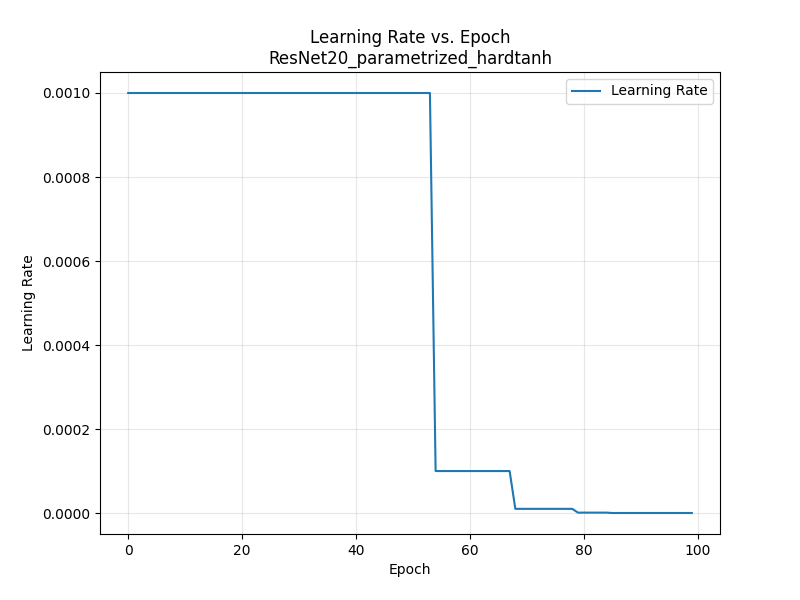 Learning Rate vs. Epoch
ResNet20_parametrized_hardtanh
Learning Rate
0.0010
0.0008
0.0006
0.0004
0.0002
0.0000
Learning Rate
0 20 40 60 80 100
Epoch